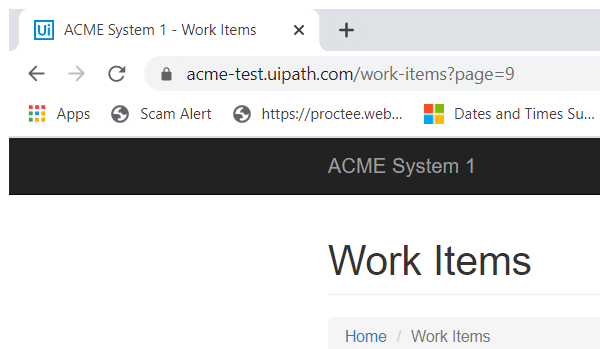 Ui ACME System 1 - Work Items
acme-test.uipath.com/work-items?page=9
Apps Scam Alert https://proctee.web... Dates and Times Su...
ACME System 1
Work Items
Home / Work Items